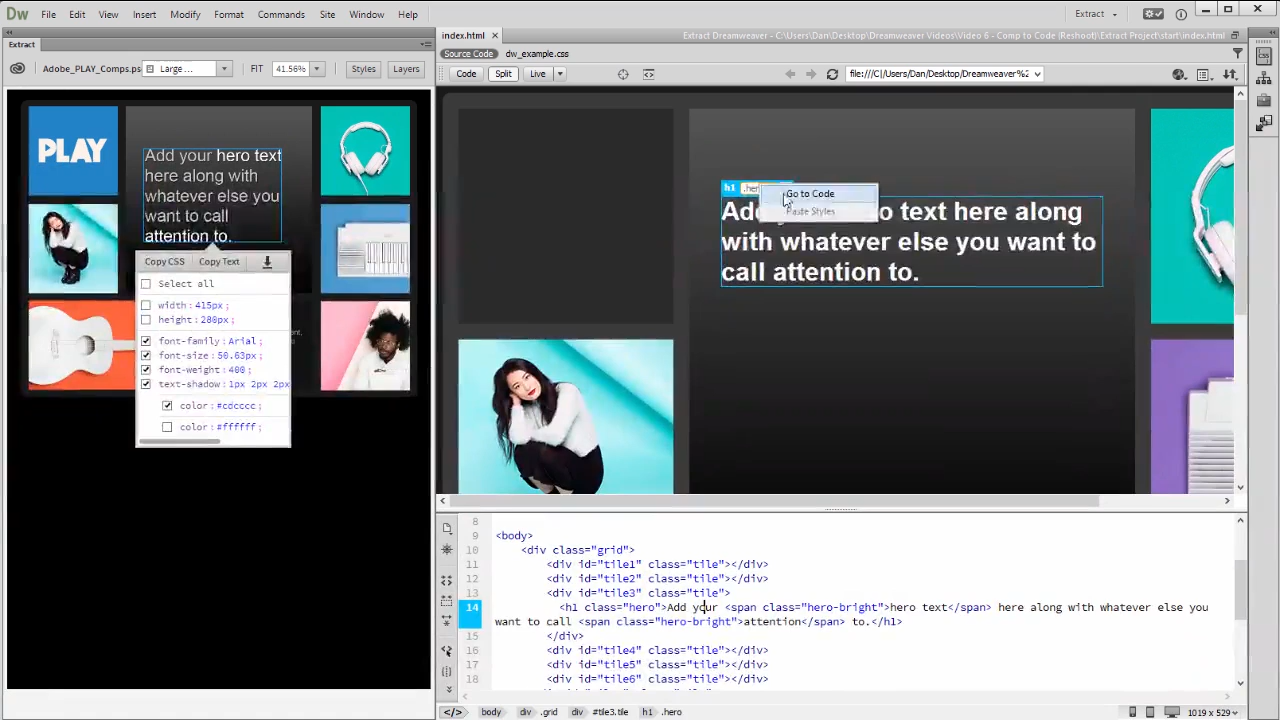 Dw File Edit View Insert Modify Format Commands Site Window Help Extract
Extract
index.html
Extract Dreamweaver - C:\Users\Dan\Desktop\Dreamweaver Videos\Video 6 - Comp to Code (Reshoot)\Extract Project\start\index.html
Source Code dw_example.css
Adobe_PLAY_Comps.ps Large ... FIT 41.56% Styles Layers
Code Split Live file:///C|/Users/Dan/Desktop/Dreamweaver%2
PLAY
Add your hero text
here along with
whatever else you
want to call
attention to.
Copy CSS Copy Text
Select all
width: 415px;
height: 280px;
font-family: Arial;
font-size: 50.63px;
font-weight: 400;
text-shadow: 1px 2px 2px
color: #cdcccc;
color: #ffffff;
h1 .her
Go to Code
Paste Styles
Add o text here along
with whatever else you want to
call attention to.
8
9 <body>
10 <div class="grid">
11 <div id="tile1" class="tile"></div>
12 <div id="tile2" class="tile"></div>
13 <div id="tile3" class="tile">
14 <h1 class="hero">Add your <span class="hero-bright">hero text</span> here along with whatever else you
want to call <span class="hero-bright">attention</span> to.</h1>
15 </div>
16 <div id="tile4" class="tile"></div>
17 <div id="tile5" class="tile"></div>
18 <div id="tile6" class="tile"></div>
</> body div .grid div #tile3.tile h1 .hero 1019 x 529